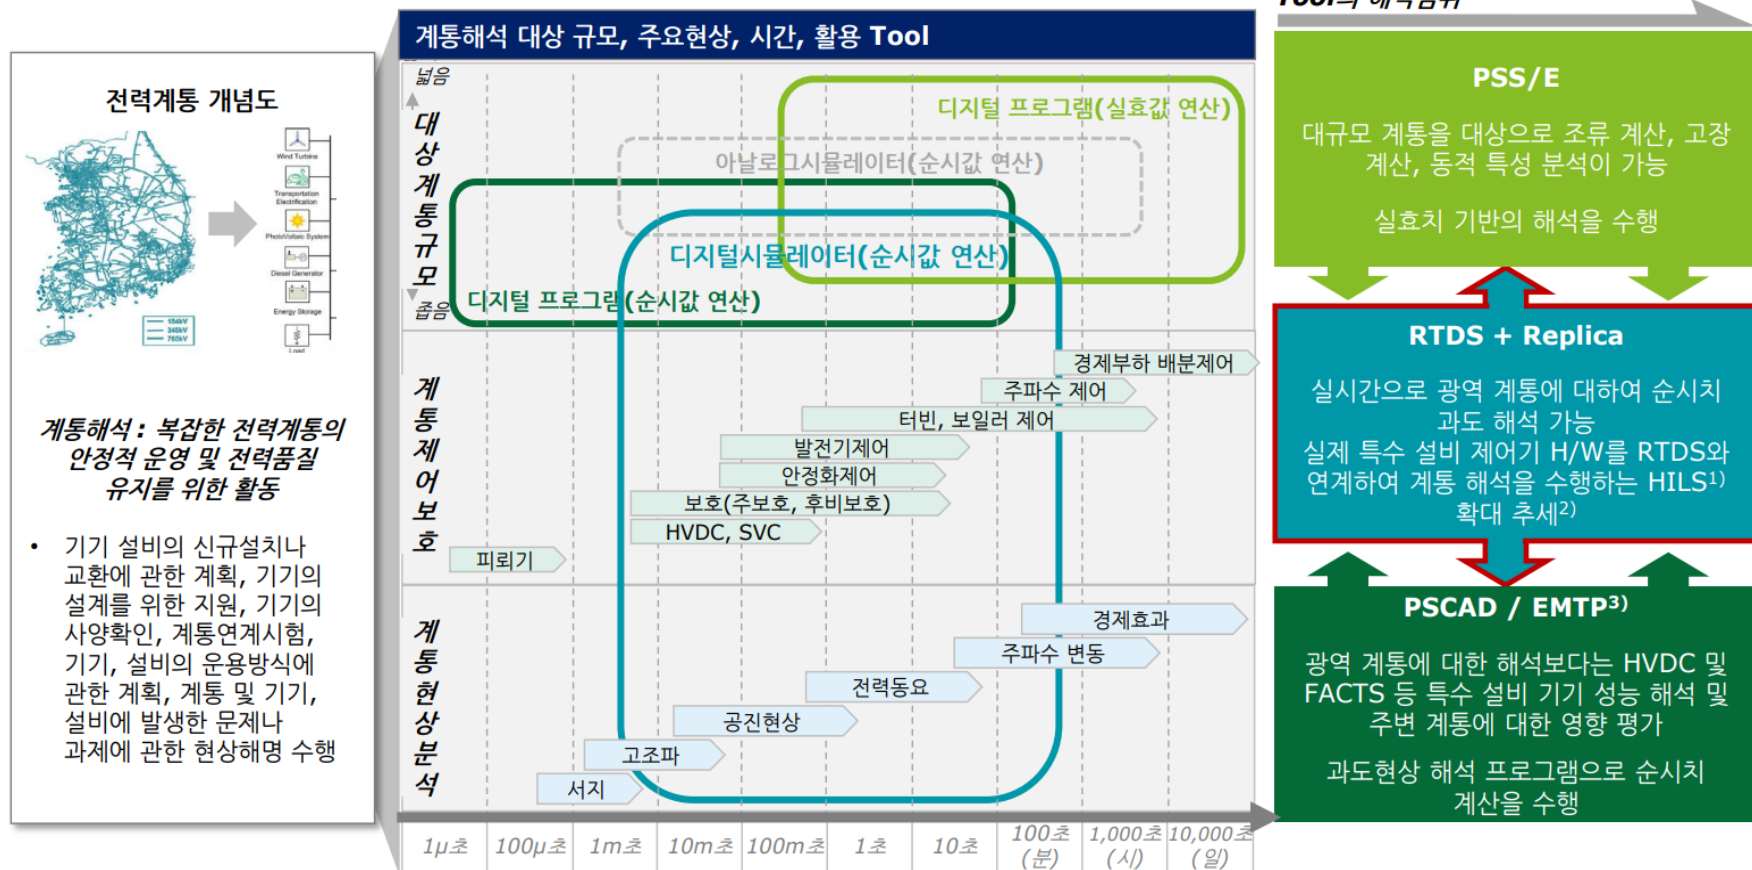 Tool의 해석범위
계통해석 대상 규모, 주요현상, 시간, 활용 Tool
전력계통 개념도
Wind Turbine
Transportation
Electrification
PhotoVoltaic System
Diesel Generator
Energy Storage
Load
154kV
345kV
765kV
계통해석 : 복잡한 전력계통의
안정적 운영 및 전력품질
유지를 위한 활동
• 기기 설비의 신규설치나
교환에 관한 계획, 기기의
설계를 위한 지원, 기기의
사양확인, 계통연계시험,
기기, 설비의 운용방식에
관한 계획, 계통 및 기기,
설비에 발생한 문제나
과제에 관한 현상해명 수행
넓음
대상계통규모
좁음
디지털 프로그램(실효값 연산)
아날로그시뮬레이터(순시값 연산)
디지털시뮬레이터(순시값 연산)
디지털 프로그램(순시값 연산)
계통제어보호
경제부하 배분제어
주파수 제어
터빈, 보일러 제어
발전기제어
안정화제어
보호(주보호, 후비보호)
HVDC, SVC
피뢰기
계통현상분석
경제효과
주파수 변동
전력동요
공진현상
고조파
서지
1μ초
100μ초
1m초
10m초
100m초
1초
10초
100초
(분)
1,000초
(시)
10,000초
(일)
PSS/E
대규모 계통을 대상으로 조류 계산, 고장
계산, 동적 특성 분석이 가능
실효치 기반의 해석을 수행
RTDS + Replica
실시간으로 광역 계통에 대하여 순시치
과도 해석 가능
실제 특수 설비 제어기 H/W를 RTDS와
연계하여 계통 해석을 수행하는 HILS1)
확대 추세2)
PSCAD / EMTP3)
광역 계통에 대한 해석보다는 HVDC 및
FACTS 등 특수 설비 기기 성능 해석 및
주변 계통에 대한 영향 평가
과도현상 해석 프로그램으로 순시치
계산을 수행